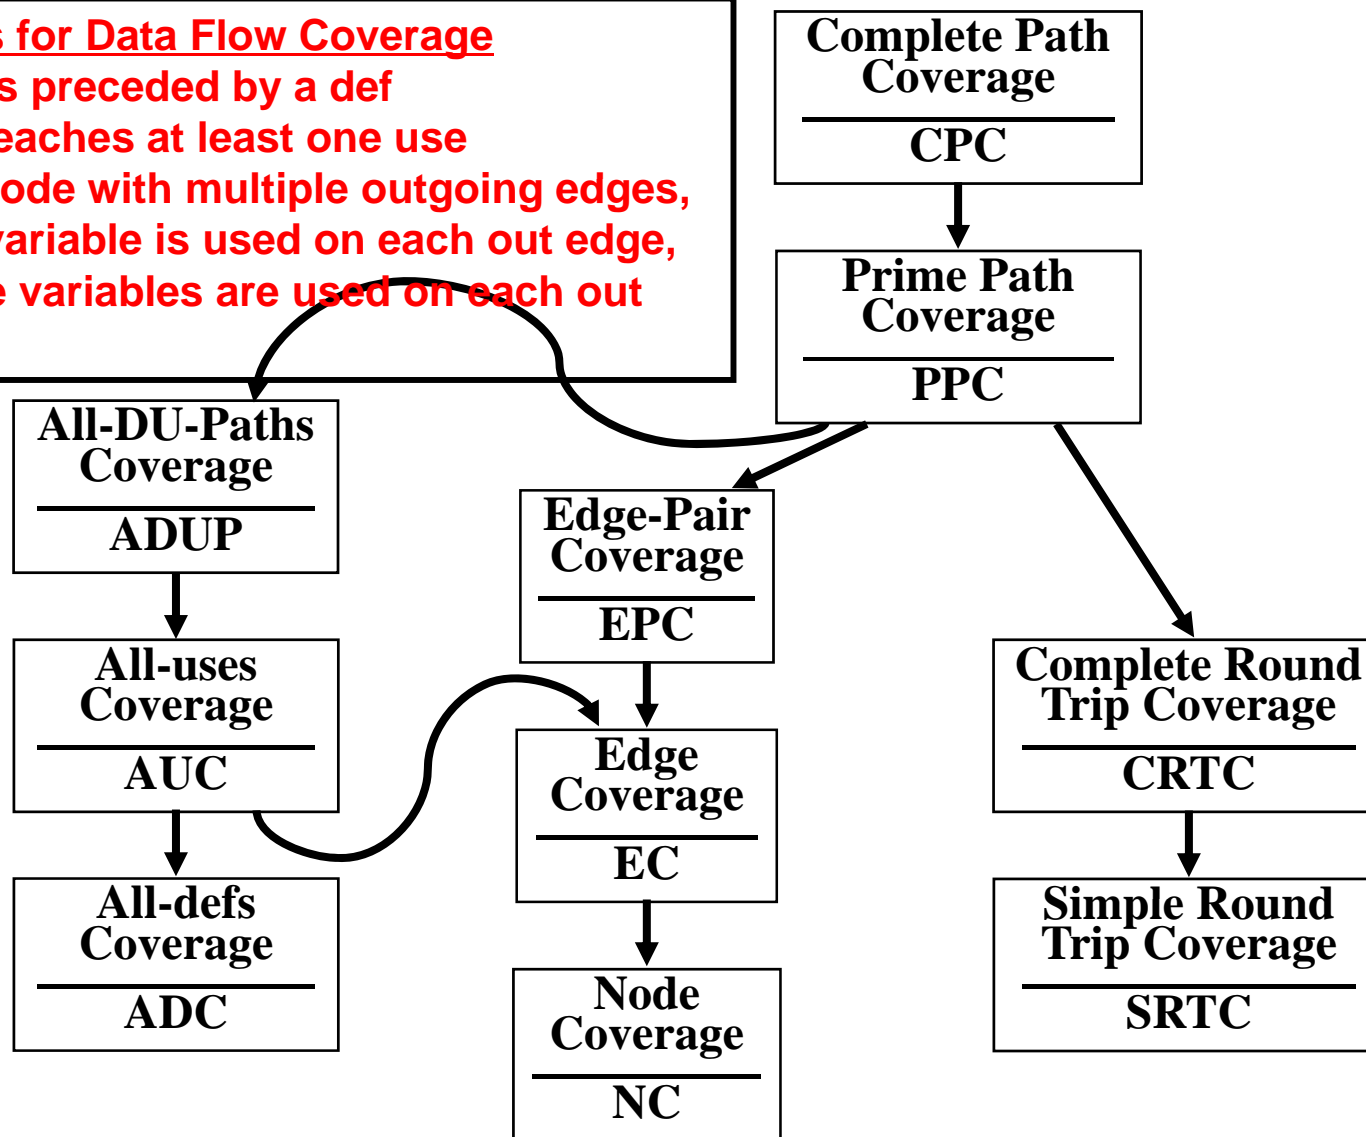 s for Data Flow Coverage
s preceded by a def
eaches at least one use
ode with multiple outgoing edges,
variable is used on each out edge,
e variables are used on each out
Complete Path
Coverage
CPC
Prime Path
Coverage
PPC
All-DU-Paths
Coverage
ADUP
Edge-Pair
Coverage
EPC
All-uses
Coverage
AUC
Complete Round
Trip Coverage
CRTC
Edge
Coverage
EC
All-defs
Coverage
ADC
Simple Round
Trip Coverage
SRTC
Node
Coverage
NC